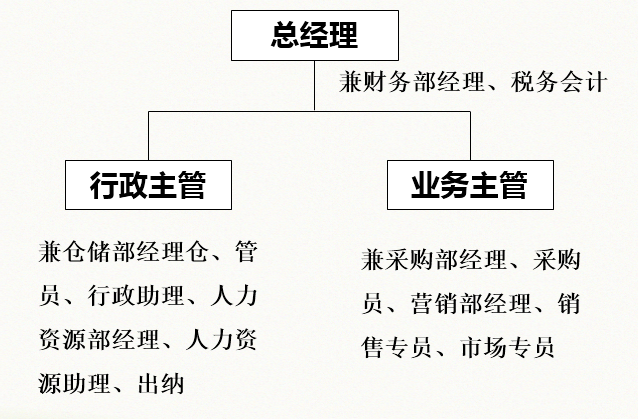 总经理
兼财务部经理、税务会计
行政主管
业务主管
兼仓储部经理仓、管
员、行政助理、人力
资源部经理、人力资
源助理、出纳
兼采购部经理、采购
员、营销部经理、销
售专员、市场专员